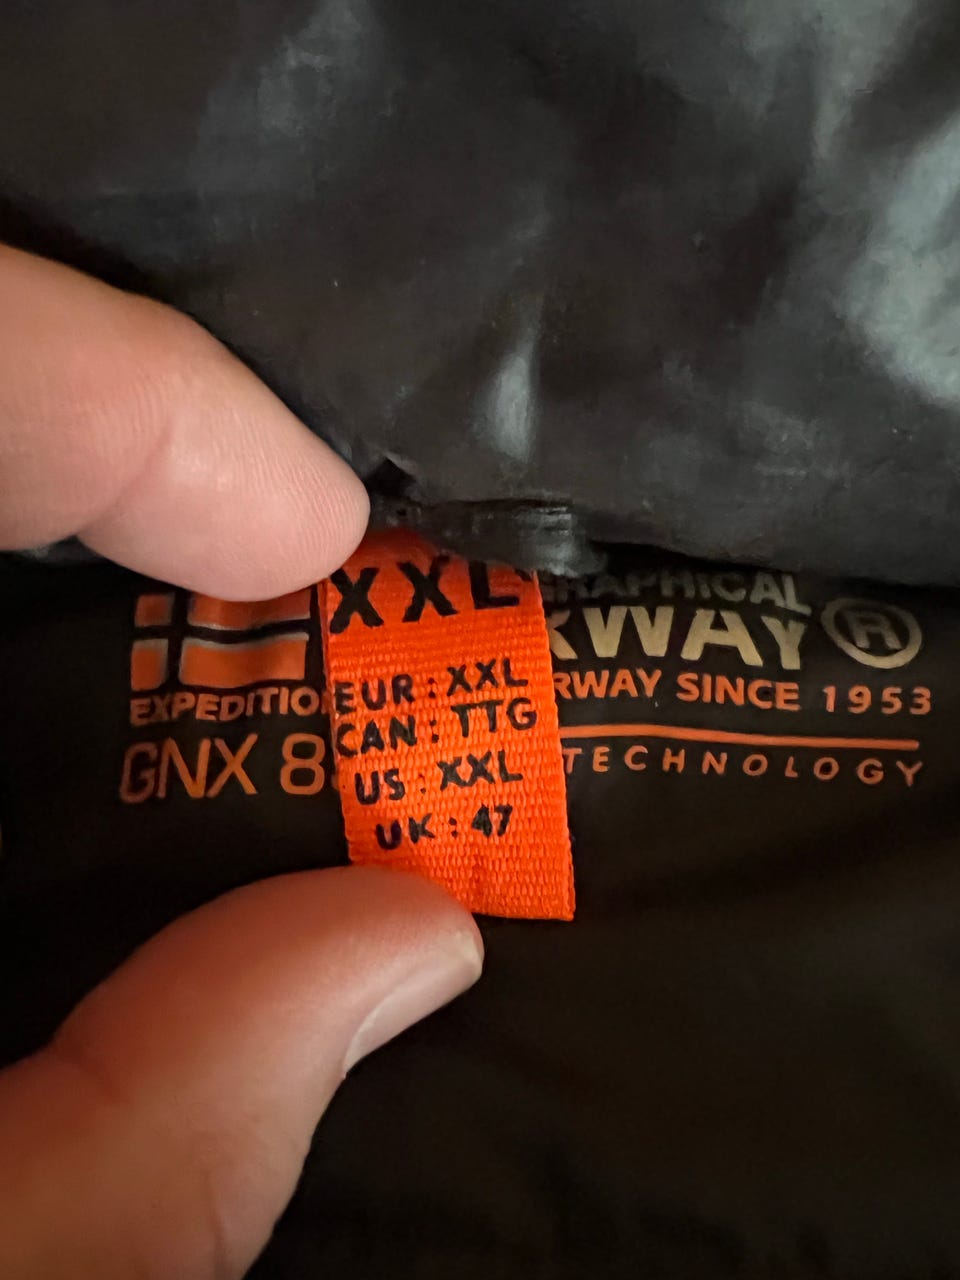 XXL
EUR : XXL
CAN : TTG
US : XXL
UK : 47
RAPHICAL
RWAY ®
EXPEDITIO
RWAY SINCE 1953
GNX 8
TECHNOLOGY